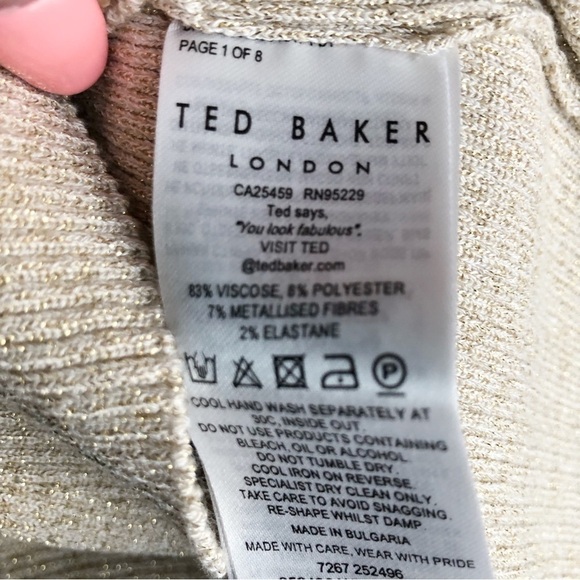 PAGE 1 OF 8
TED BAKER
LONDON
CA25459 RN95229
Ted says,
"You look fabulous".
VISIT TED
@tedbaker.com
83% VISCOSE, 8% POLYESTER,
7% METALLISED FIBRES
2% ELASTANE
P
COOL HAND WASH SEPARATELY AT
30C, INSIDE OUT.
DO NOT USE PRODUCTS CONTAINING
BLEACH, OIL OR ALCOHOL.
DO NOT TUMBLE DRY.
COOL IRON ON REVERSE.
SPECIALIST DRY CLEAN ONLY.
TAKE CARE TO AVOID SNAGGING.
RE-SHAPE WHILST DAMP
MADE IN BULGARIA
MADE WITH CARE, WEAR WITH PRIDE
7267 252496